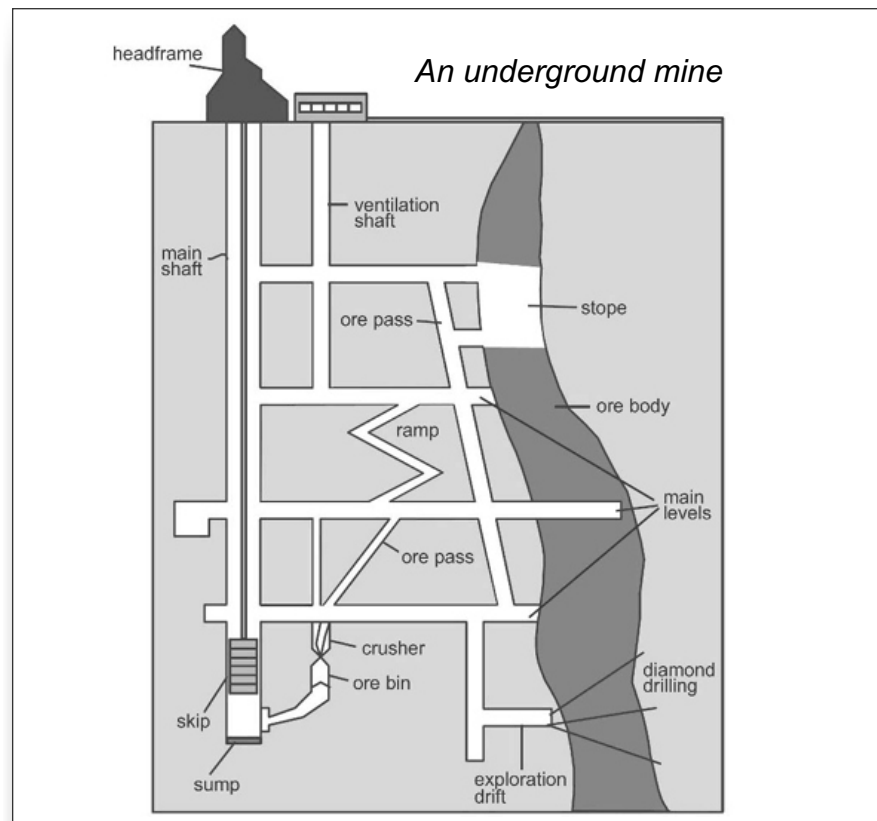 An underground mine
headframe
ventilation
shaft
main
shaft
stope
ore pass
ore body
ramp
main
levels
ore pass
crusher
diamond
drilling
ore bin
skip
exploration
drift
sump